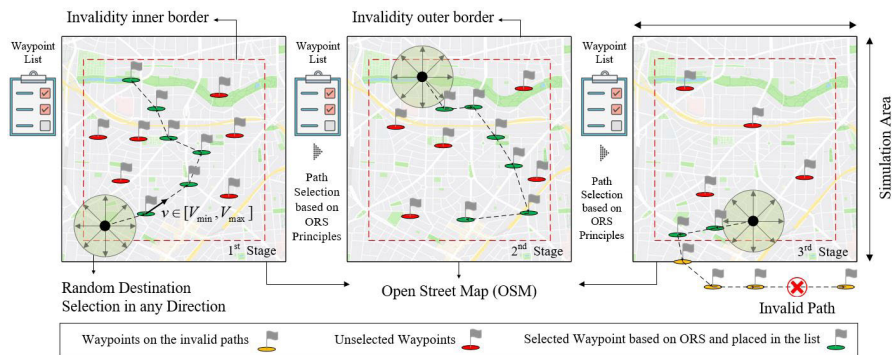 Invalidity inner border
Invalidity outer border
Waypoint
List
Waypoint
List
Waypoint
List
Path
Selection
based on
ORS
Principles
Path
Selection
based on
ORS
Principles
Simulation Area
v ∈ [Vmin , Vmax ]
1st Stage
2nd Stage
3rd Stage
Random Destination
Selection in any Direction
Open Street Map (OSM)
Invalid Path
Waypoints on the invalid paths
Unselected Waypoints
Selected Waypoint based on ORS and placed in the list